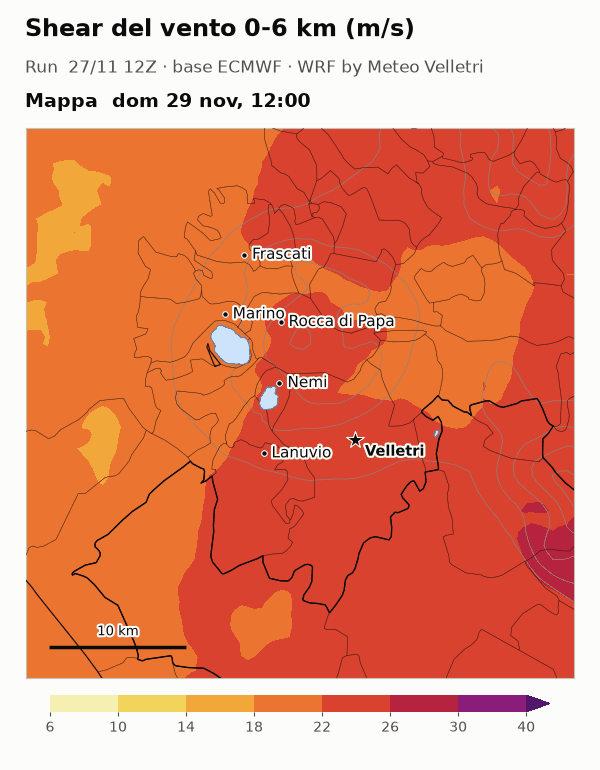 Shear del vento 0-6 km (m/s)
Run  27/11 12Z · base ECMWF · WRF by Meteo Velletri
Mappa  dom 29 nov, 12:00
Frascati
Marino
Rocca di Papa
Nemi
Velletri
Lanuvio
10 km
6 10 14 18 22 26 30 40